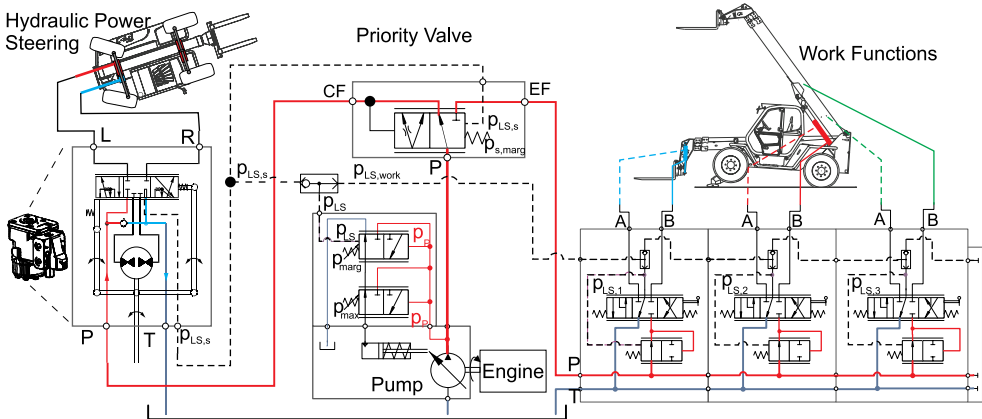 Hydraulic Power
Steering
Priority Valve
Work Functions
CF
EF
L
R
pLS,s
ps,marg
P
pLS,s
pLS,work
pLS
pLS
pP
pmarg
pmax
pP
Pump
Engine
P
T
pLS,s
A
B
A
B
A
B
pLS,1
pLS,2
pLS,3
P
T